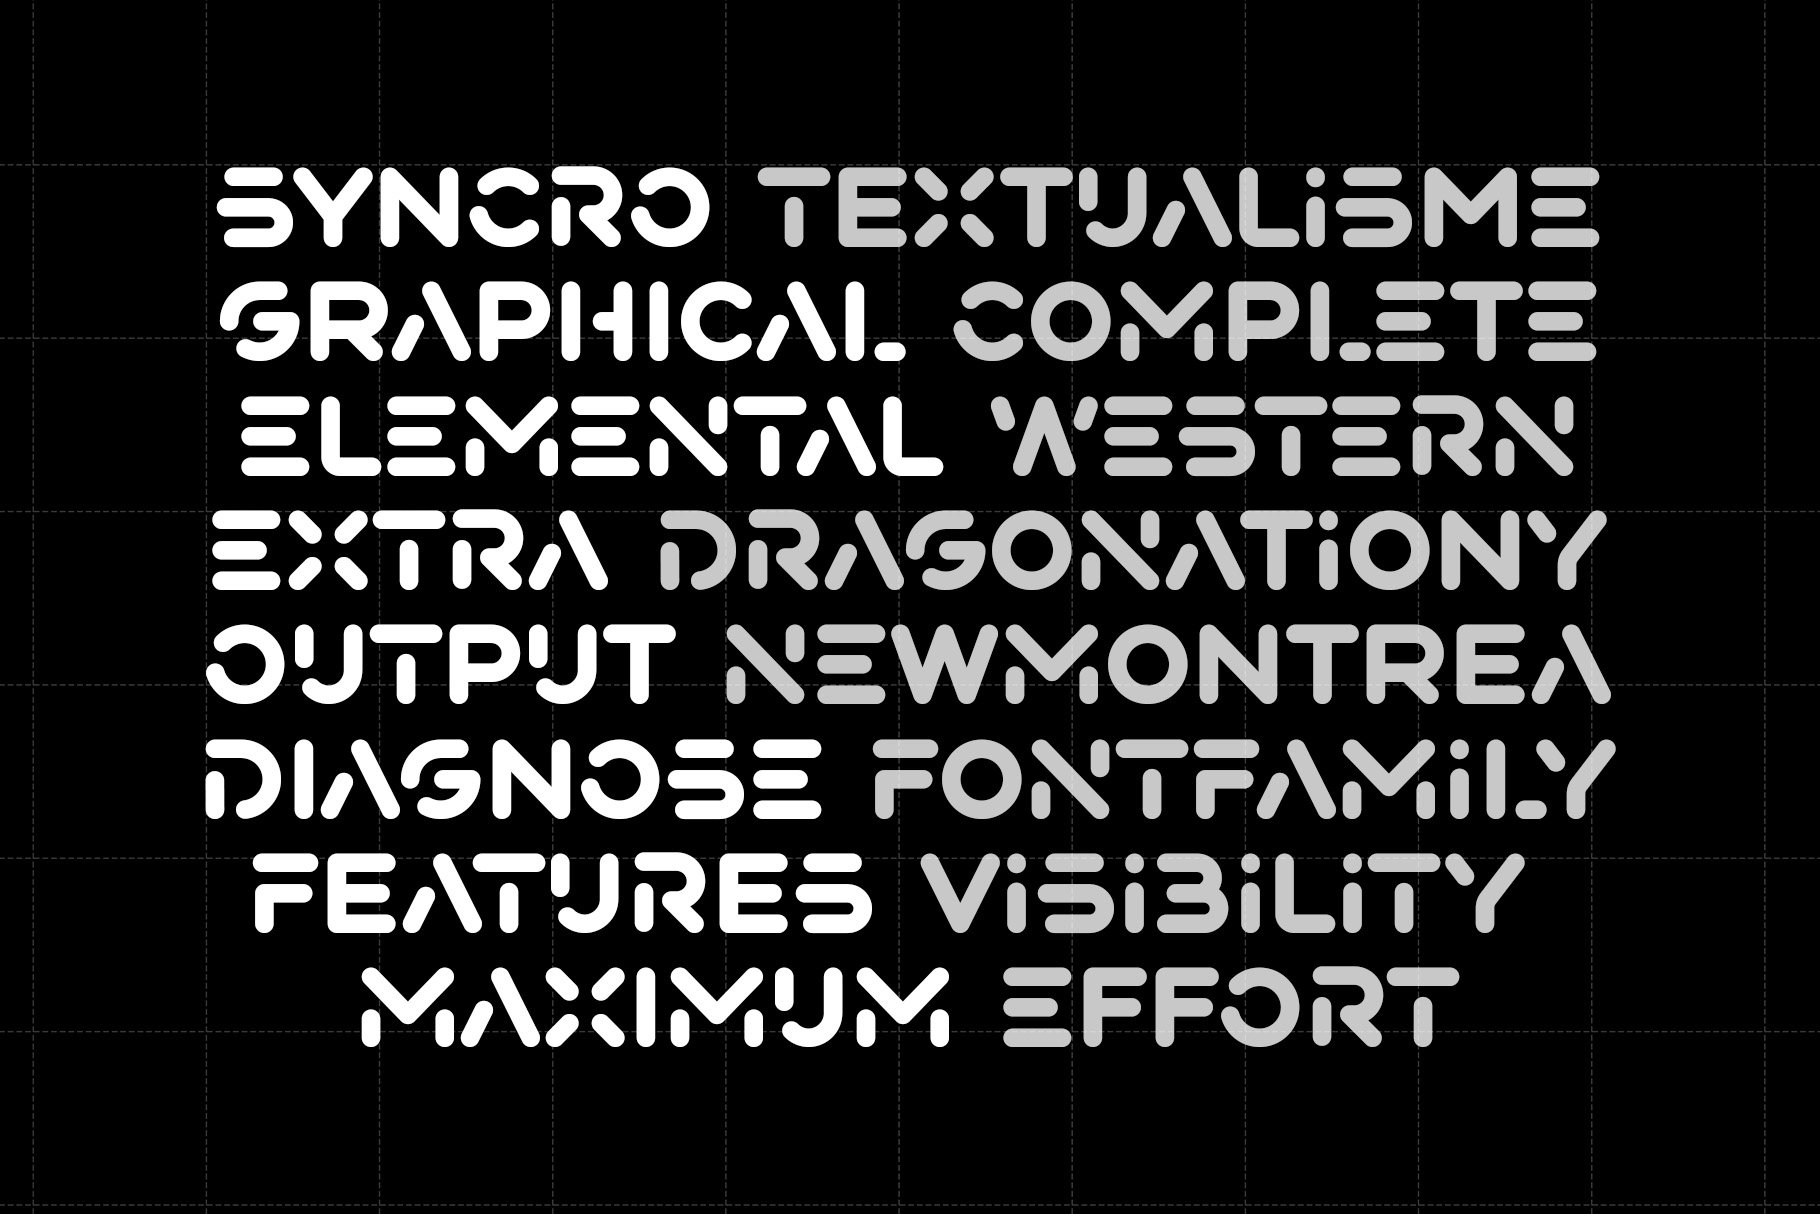 SYNCRO TEXTUALiSME
GRAPHICAL COMPLETE
ELEMENTAL WESTERN
EXTRA DRAGONATiONY
OUTPUT NEWMONTREA
DIAGNOSE FONTFAMiLY
FEATURES ViSiBiLiTY
MAXIMUM EFFORT